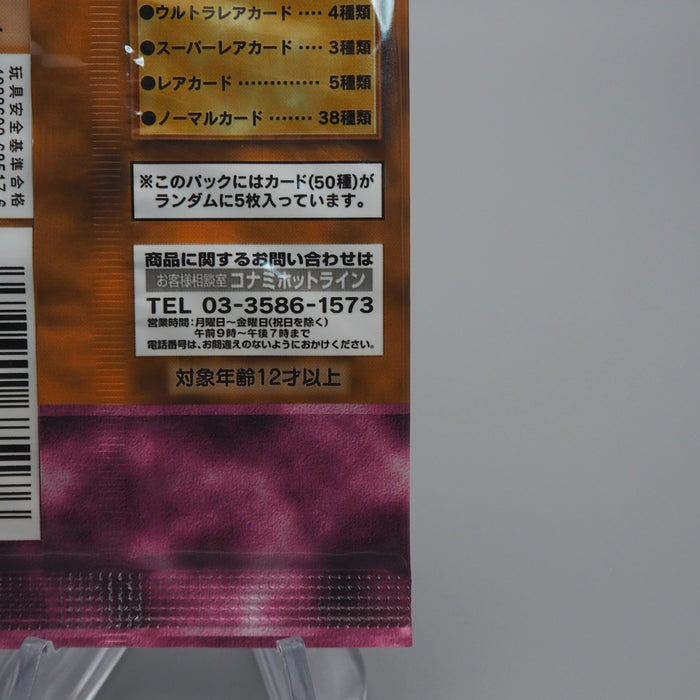 ●ウルトラレアカード ‥‥ 4種類
●スーパーレアカード ‥‥ 3種類
●レアカード ‥‥‥‥‥‥ 5種類
●ノーマルカード ‥‥‥‥ 38種類
※このパックにはカード(50種)が
ランダムに5枚入っています。
商品に関するお問い合わせは
お客様相談室 コナミホットライン
TEL 03-3586-1573
営業時間:月曜日〜金曜日(祝日を除く)
午前9時〜午後7時まで
電話番号は、お間違えのないようにおかけください。
対象年齢12才以上
玩具安全基準合格